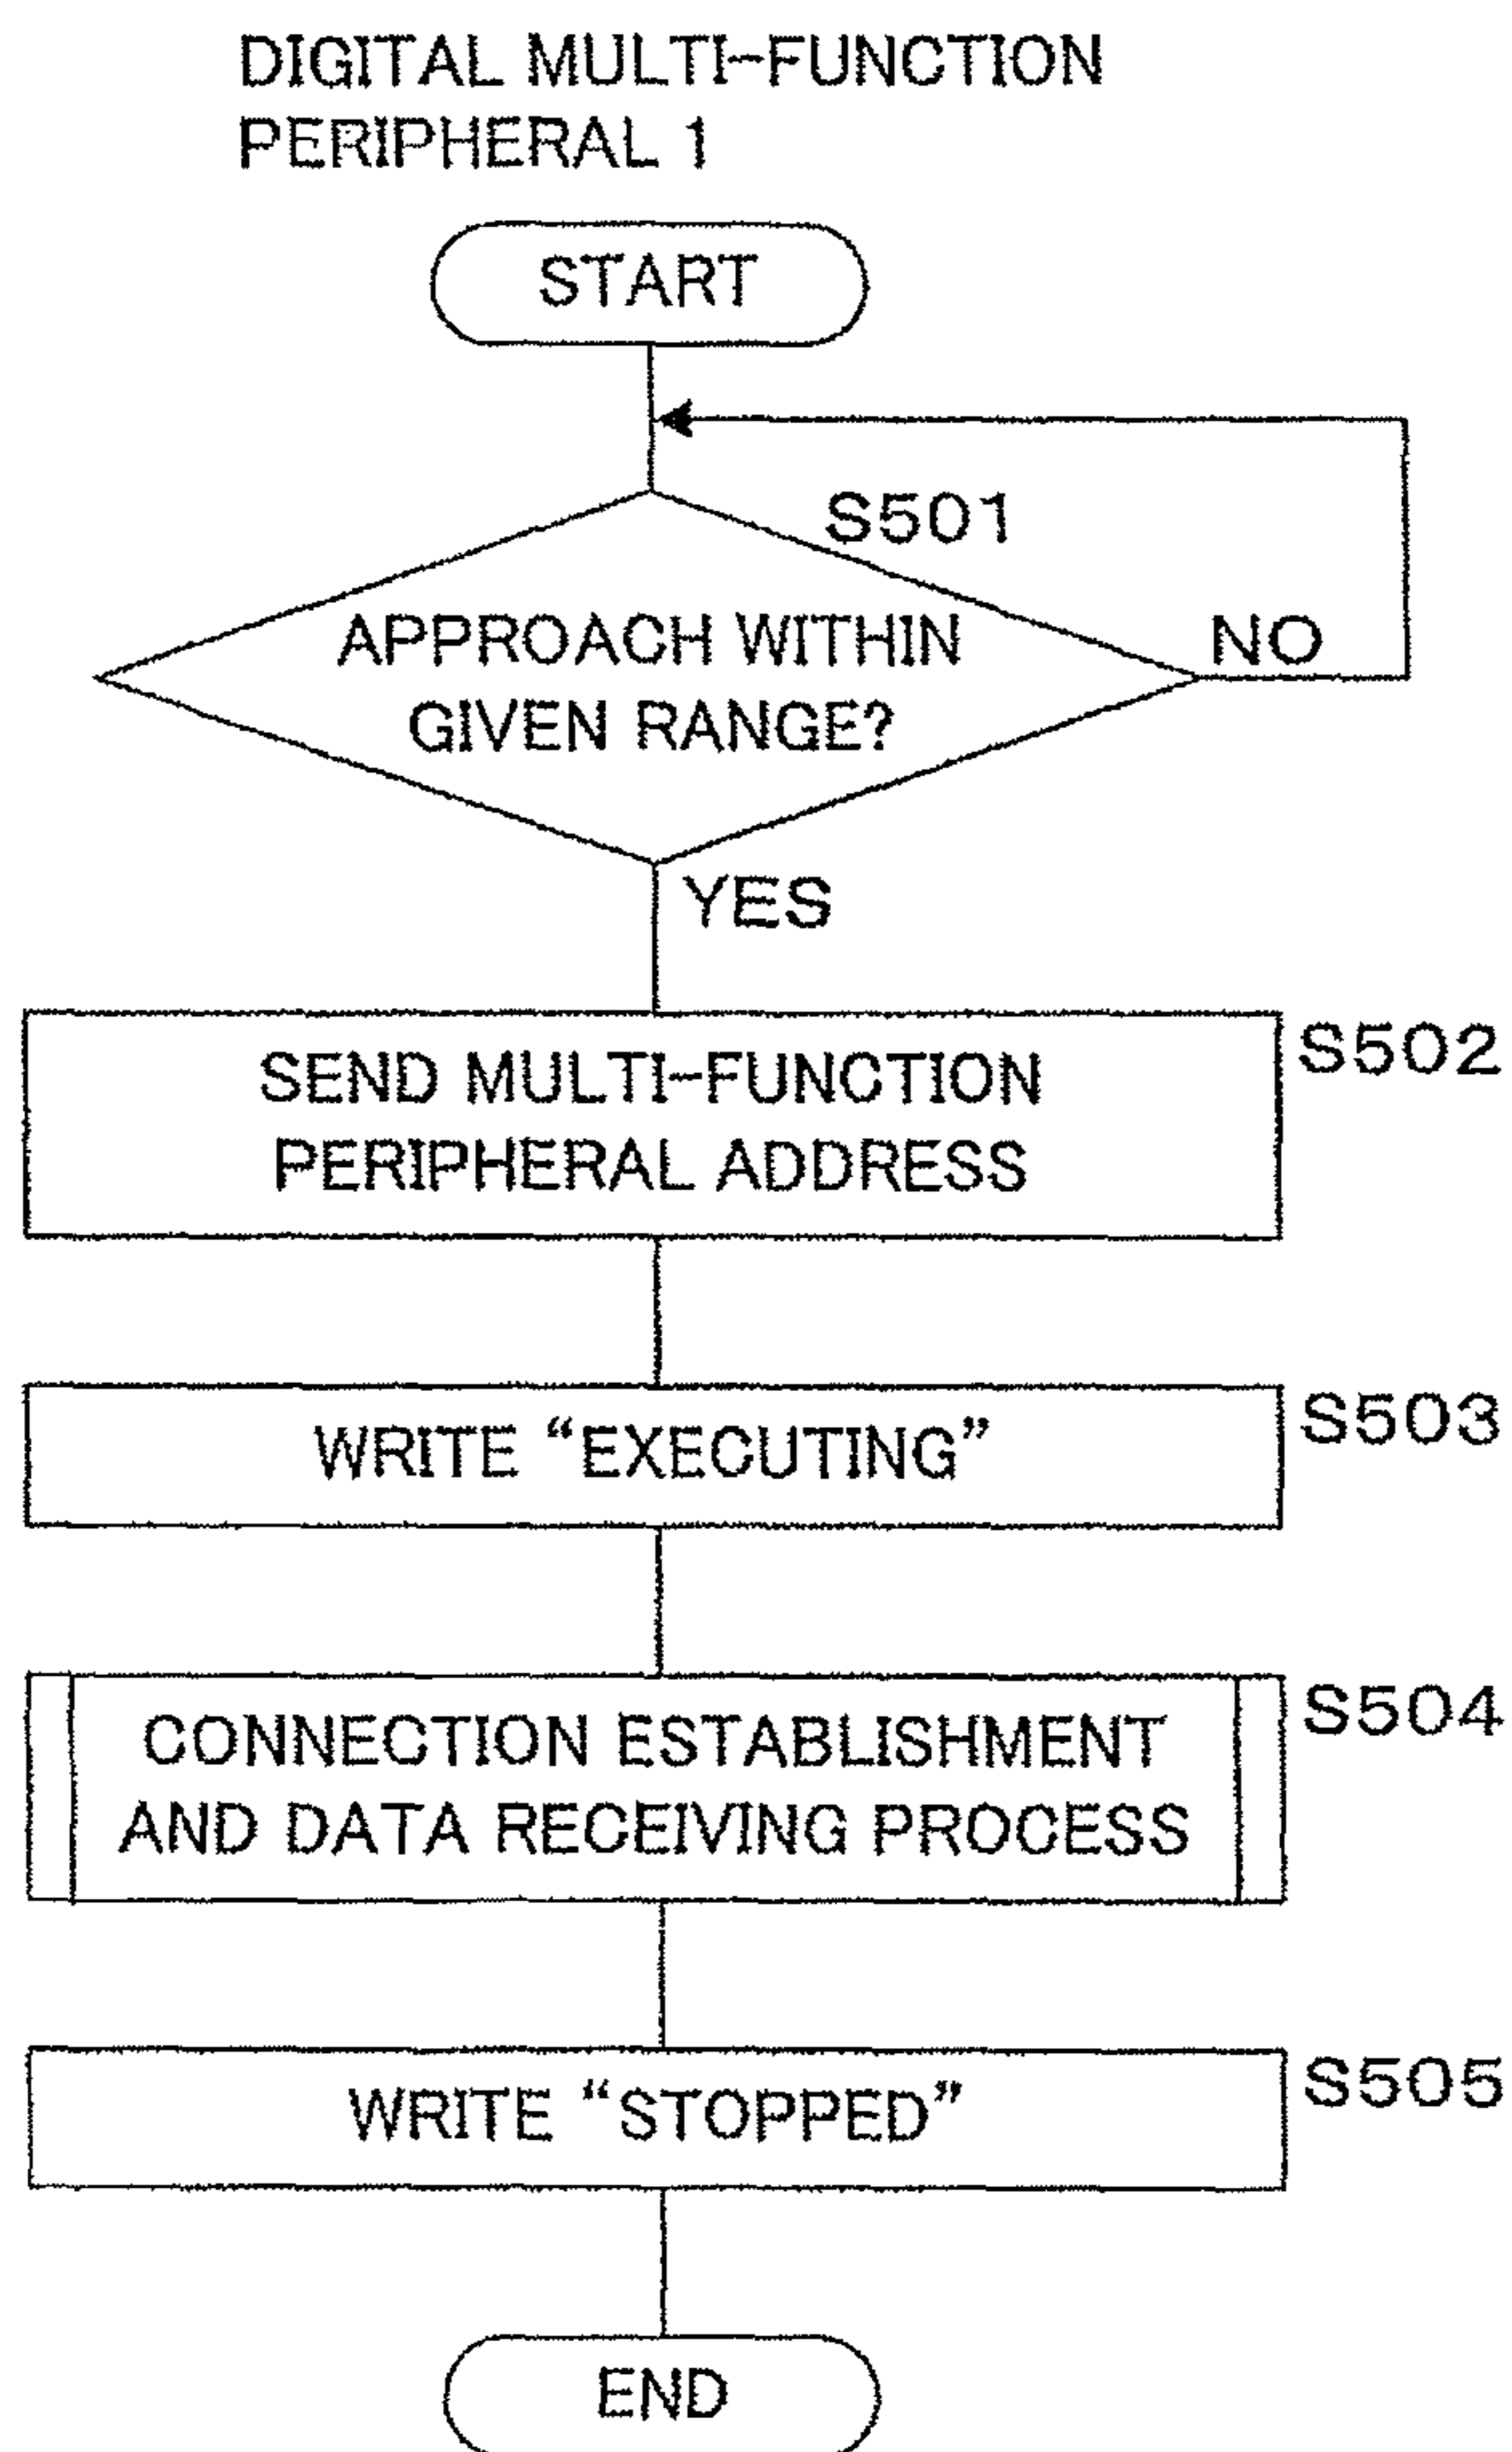 DIGITAL MULTI-FUNCTION
PERIPHERAL 1
START
S501
APPROACH WITHIN
GIVEN RANGE?
NO
YES
S502
SEND MULTI-FUNCTION
PERIPHERAL ADDRESS
S503
WRITE “EXECUTING”
S504
CONNECTION ESTABLISHMENT
AND DATA RECEIVING PROCESS
S505
WRITE “STOPPED”
END